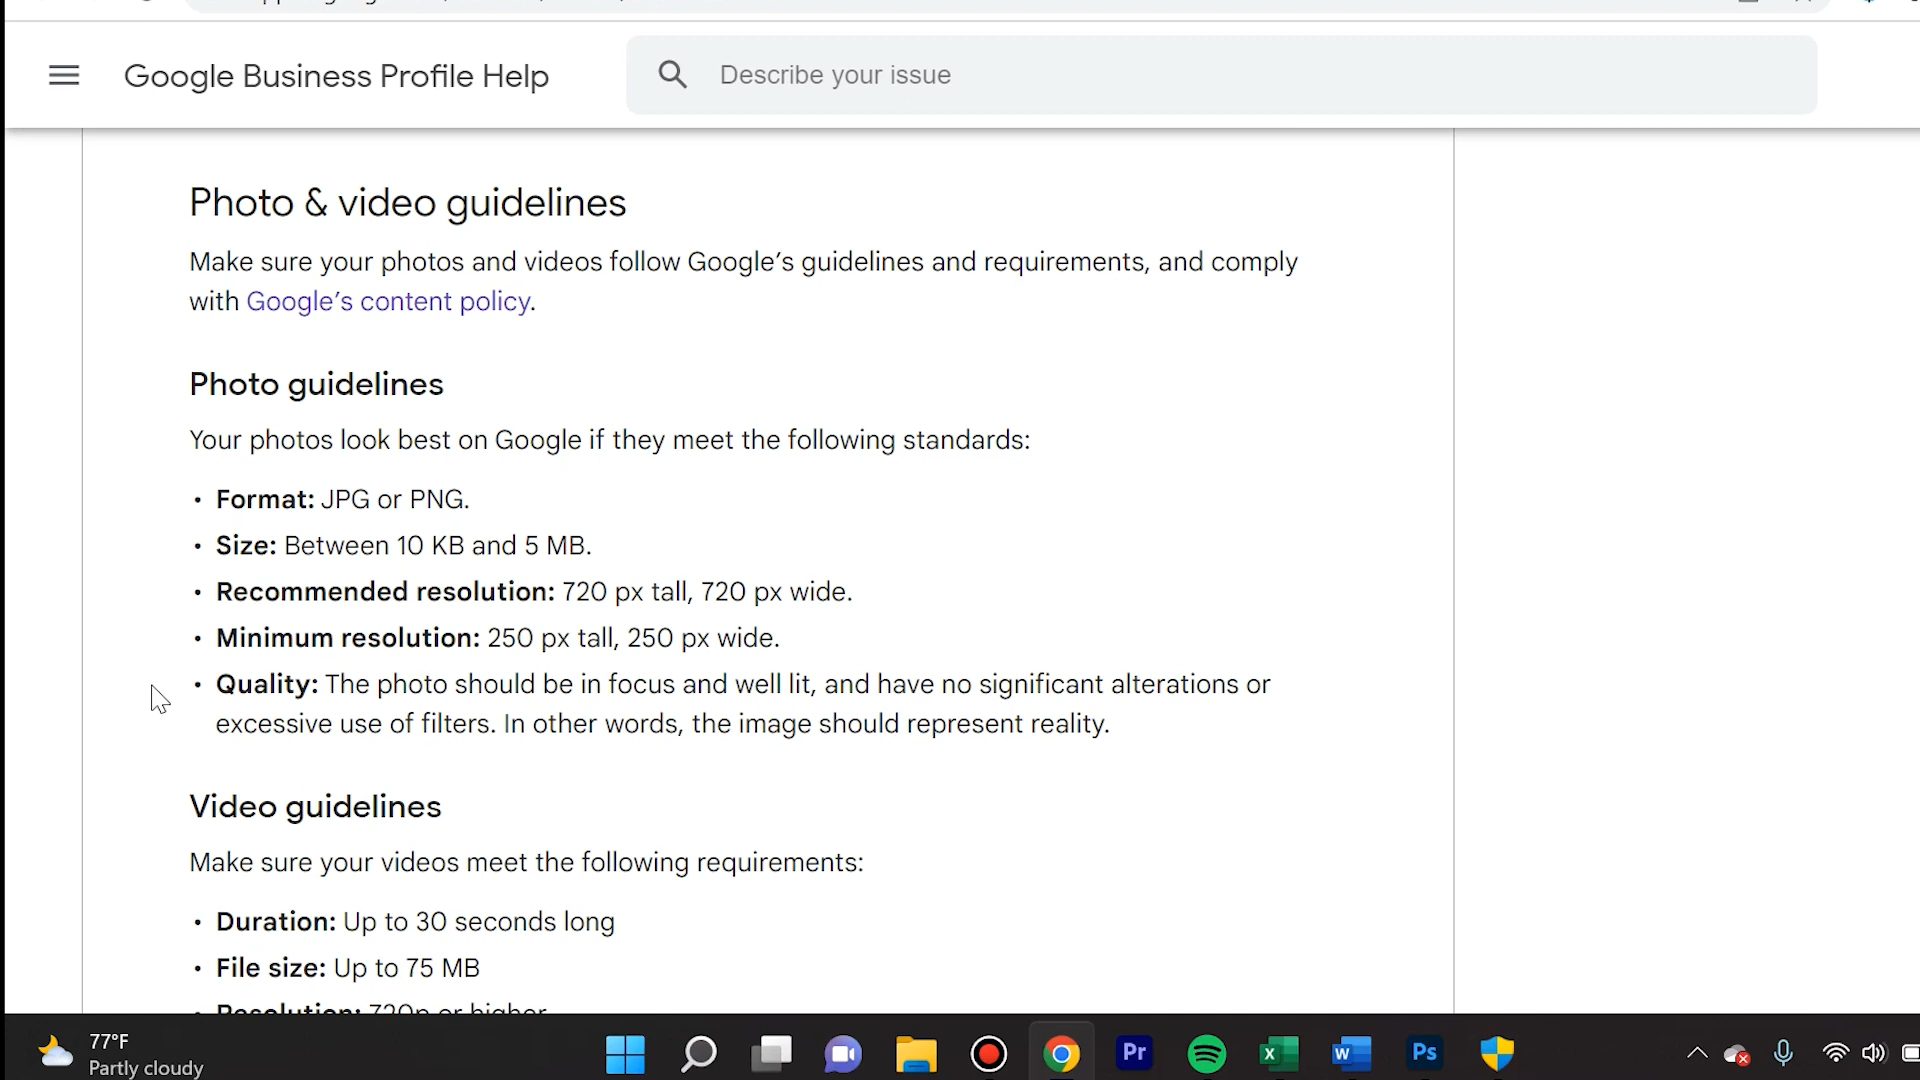 Google Business Profile Help
Describe your issue
Photo & video guidelines
Make sure your photos and videos follow Google's guidelines and requirements, and comply
with Google's content policy.
Photo guidelines
Your photos look best on Google if they meet the following standards:
• Format: JPG or PNG.
• Size: Between 10 KB and 5 MB.
• Recommended resolution: 720 px tall, 720 px wide.
• Minimum resolution: 250 px tall, 250 px wide.
• Quality: The photo should be in focus and well lit, and have no significant alterations or
excessive use of filters. In other words, the image should represent reality.
Video guidelines
Make sure your videos meet the following requirements:
• Duration: Up to 30 seconds long
• File size: Up to 75 MB
• Resolution: 720p or higher
77°F
Partly cloudy
Pr
X
W
Ps